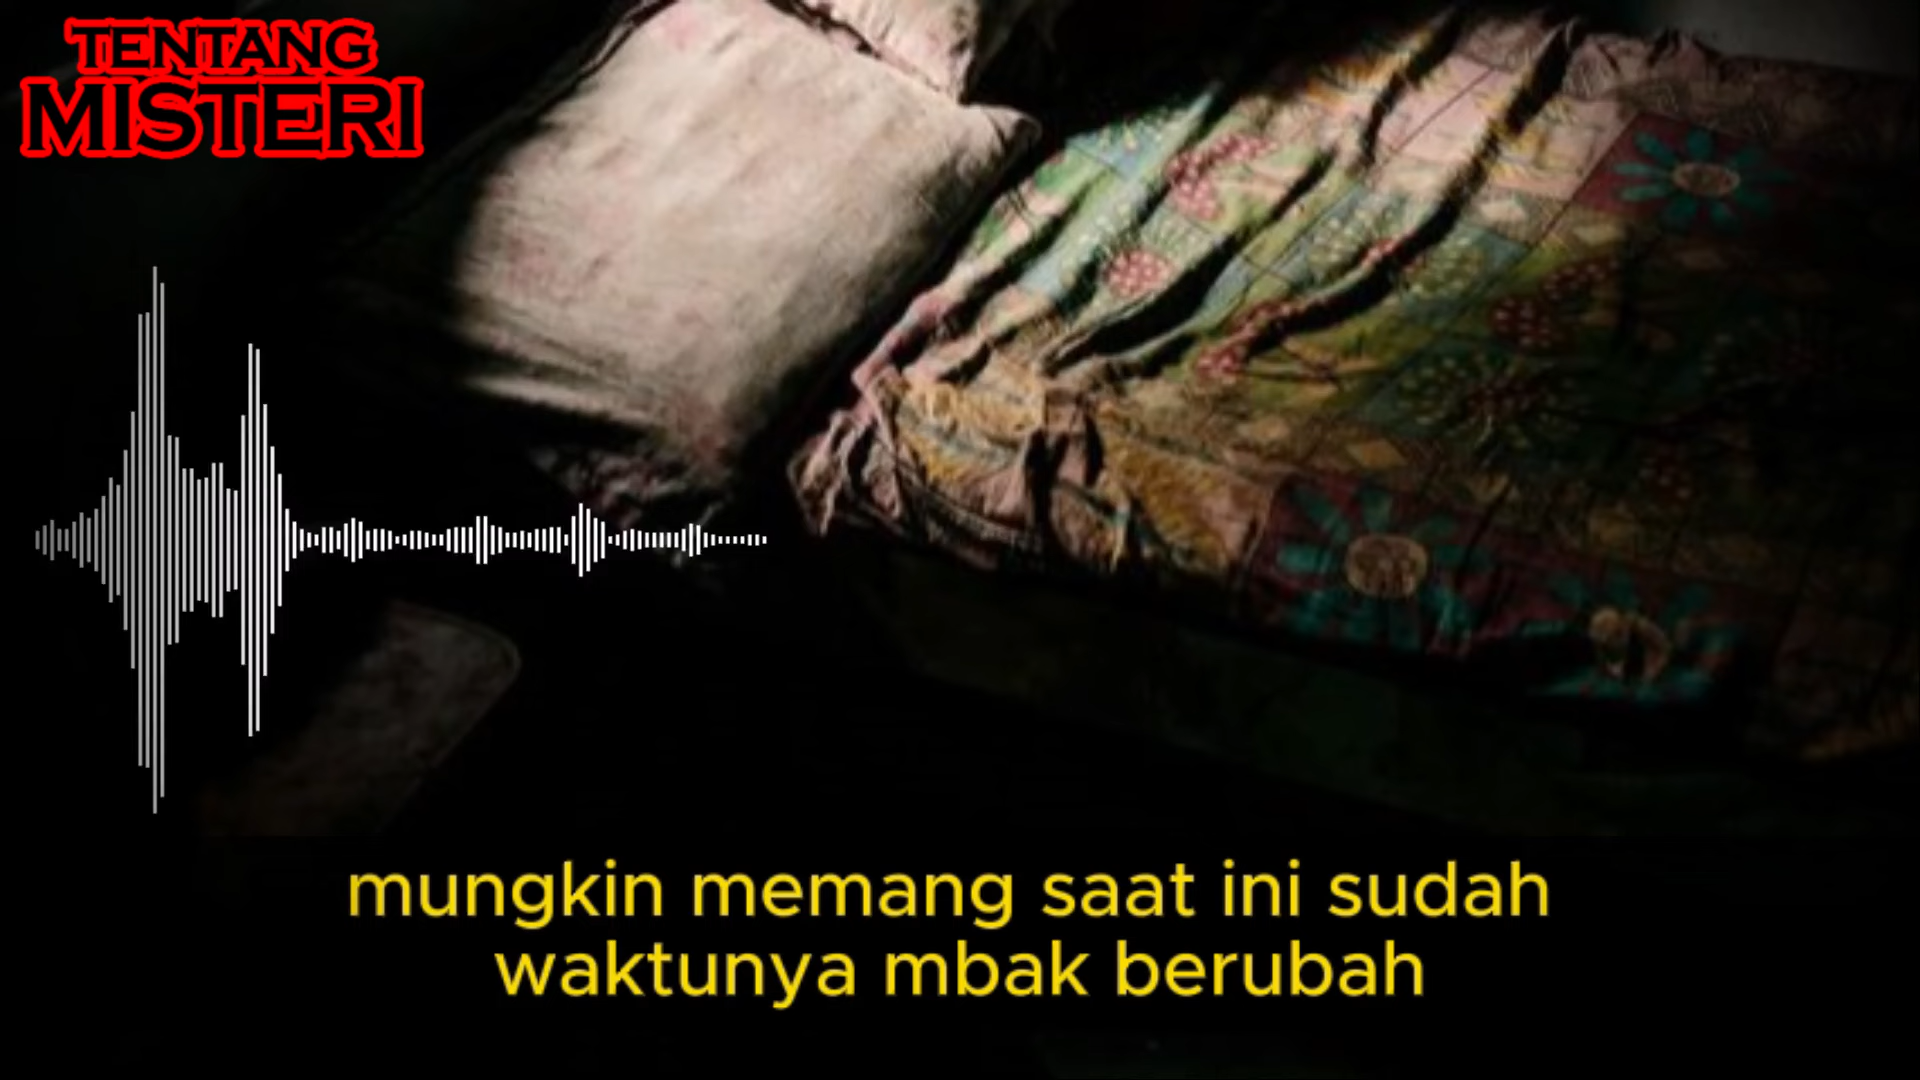 TENTANG
MISTERI
mungkin memang saat ini sudah
waktunya mbak berubah